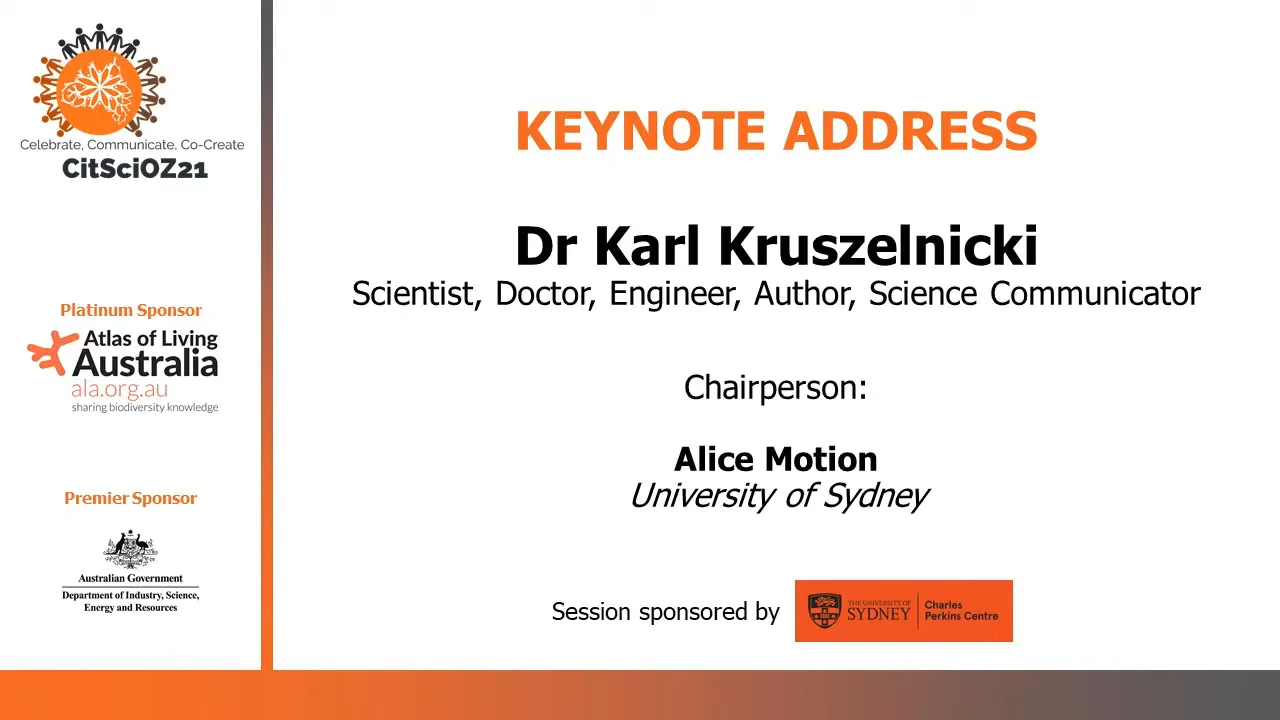 Celebrate, Communicate, Co-Create
CitSciOZ21
Platinum Sponsor
Atlas of Living
Australia
ala.org.au
sharing biodiversity knowledge
Premier Sponsor
Australian Government
Department of Industry, Science,
Energy and Resources
KEYNOTE ADDRESS
Dr Karl Kruszelnicki
Scientist, Doctor, Engineer, Author, Science Communicator
Chairperson:
Alice Motion
University of Sydney
Session sponsored by
THE UNIVERSITY OF
SYDNEY
Charles
Perkins Centre